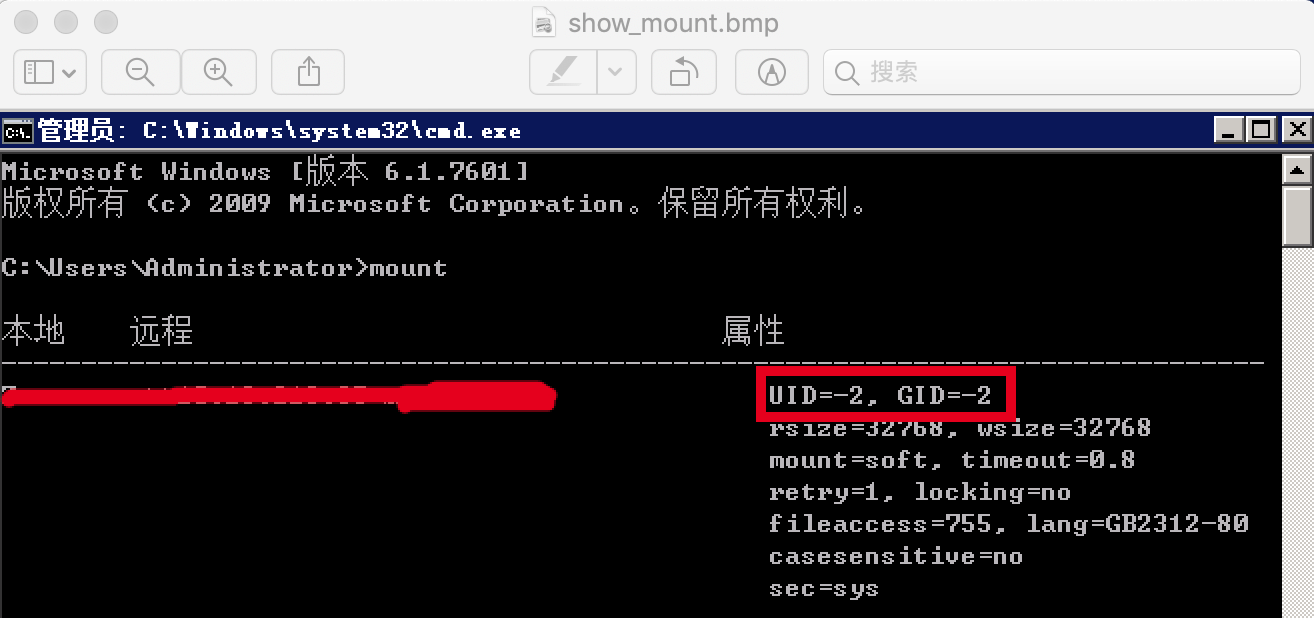 show_mount.bmp
搜索
管理员: C:\Windows\system32\cmd.exe
Microsoft Windows [版本 6.1.7601]
版权所有 (c) 2009 Microsoft Corporation。保留所有权利。
C:\Users\Administrator>mount
本地 远程 属性
UID=-2, GID=-2
rsize=32768, wsize=32768
mount=soft, timeout=0.8
retry=1, locking=no
fileaccess=755, lang=GB2312-80
casesensitive=no
sec=sys